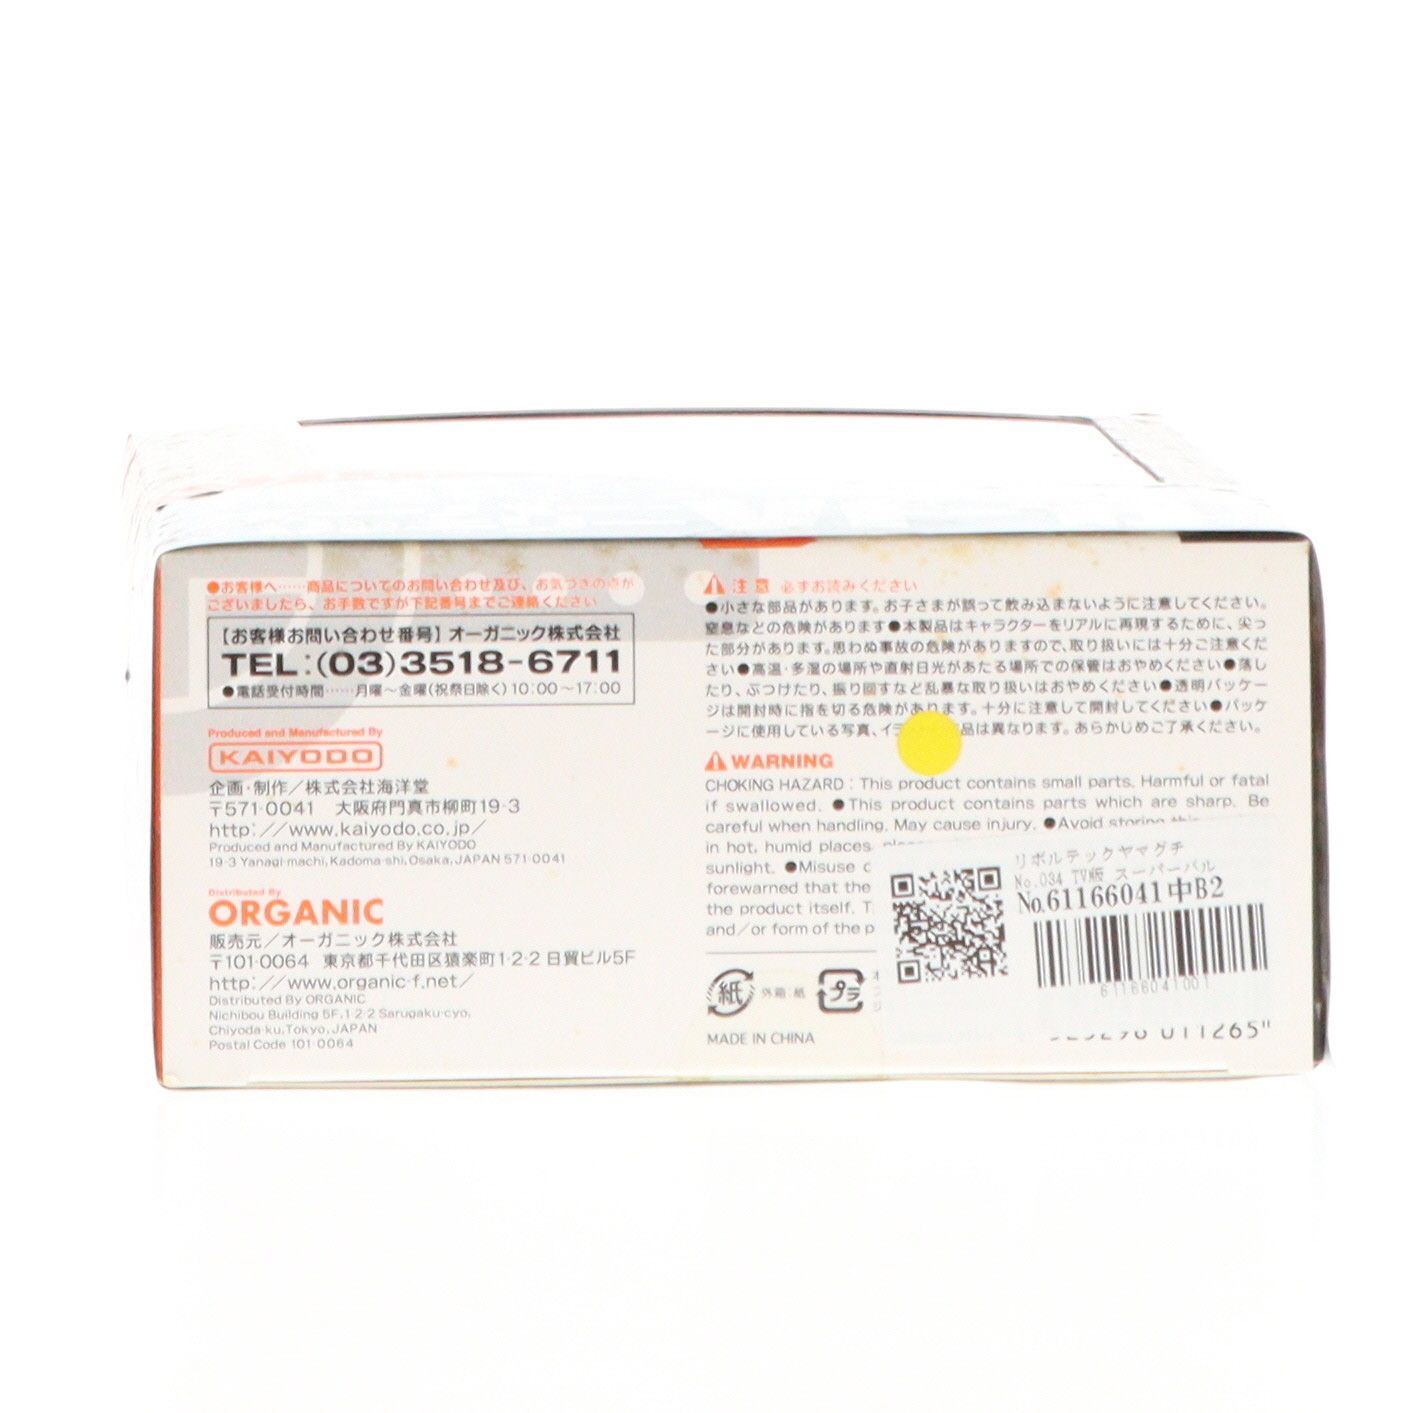 ●お客様へ……商品についてのお問い合わせ及び、お気づきの点が
ございましたら、お手数ですが下記番号までご連絡ください
【お客様お問い合わせ番号】オーガニック株式会社
TEL:(03)3518-6711
●電話受付時間……月曜～金曜(祝祭日除く)10:00～17:00
Produced and Manufactured By
KAIYODO
企画・制作／株式会社海洋堂
〒571-0041 大阪府門真市柳町19-3
http://www.kaiyodo.co.jp/
Produced and Manufactured By KAIYODO
19-3 Yanagi-machi, Kadoma-shi, Osaka, JAPAN 571-0041
Distributed By
ORGANIC
販売元／オーガニック株式会社
〒101-0064 東京都千代田区猿楽町1-2-2 日貿ビル5F
http://www.organic-f.net/
Distributed By ORGANIC
Nichibou Building 5F, 1-2-2 Sarugaku-cyo,
Chiyoda-ku, Tokyo, JAPAN
Postal Code 101-0064
注意 必ずお読みください
●小さな部品があります。お子さまが誤って飲み込まないように注意してください。
窒息などの危険があります●本製品はキャラクターをリアルに再現するために、尖っ
た部分があります。思わぬ事故の危険がありますので、取り扱いには十分ご注意くだ
さい●高温・多湿の場所や直射日光があたる場所での保管はおやめください●落し
たり、ぶつけたり、振り回すなど乱暴な取り扱いはおやめください●透明パッケー
ジは開封時に指を切る危険があります。十分に注意して開封してください●パッケ
ージに使用している写真、イラ 品は異なります。あらかじめご了承ください。
WARNING
CHOKING HAZARD : This product contains small parts. Harmful or fatal
if swallowed. ●This product contains parts which are sharp. Be
careful when handling. May cause injury. ●Avoid storing
in hot, humid places
sunlight. ●Misuse
forewarned that the
the product itself.
and/or form of the
紙 外箱:紙 プラ
MADE IN CHINA
リボルテックヤマグチ
No.034 TV版 スーパーバル
No.61166041中B2
61166041001
011265"